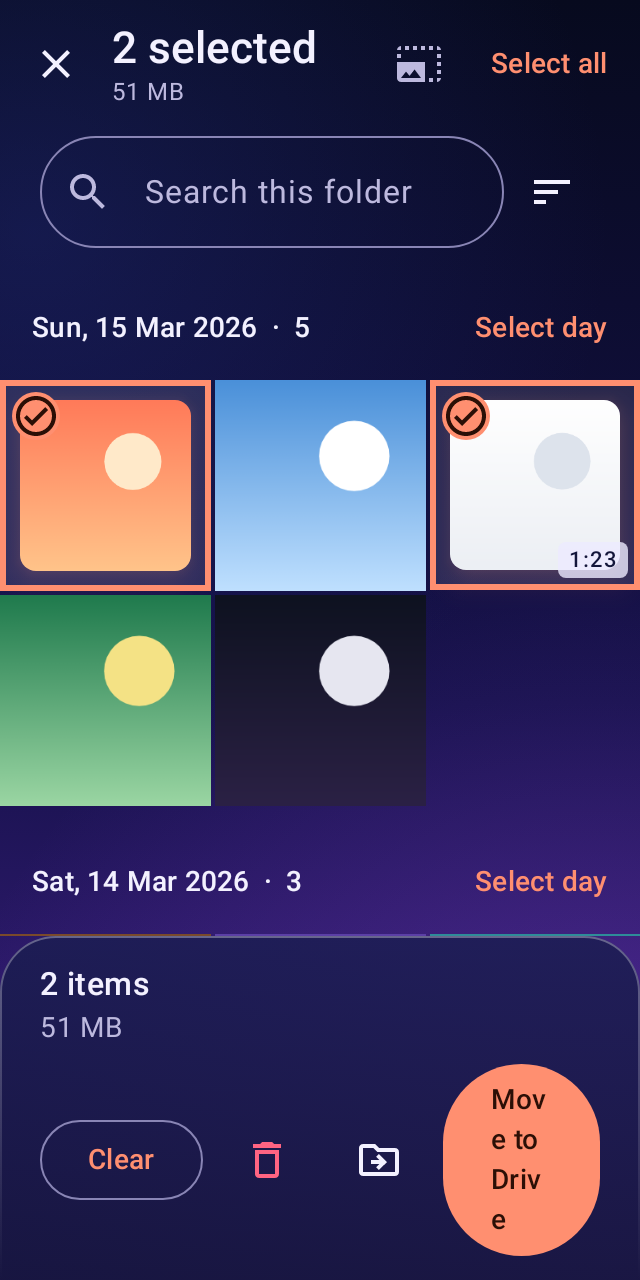 2 selected
51 MB
Select all
Search this folder
Sun, 15 Mar 2026 · 5
Select day
1:23
Sat, 14 Mar 2026 · 3
Select day
2 items
51 MB
Clear
Mov
e to
Driv
e